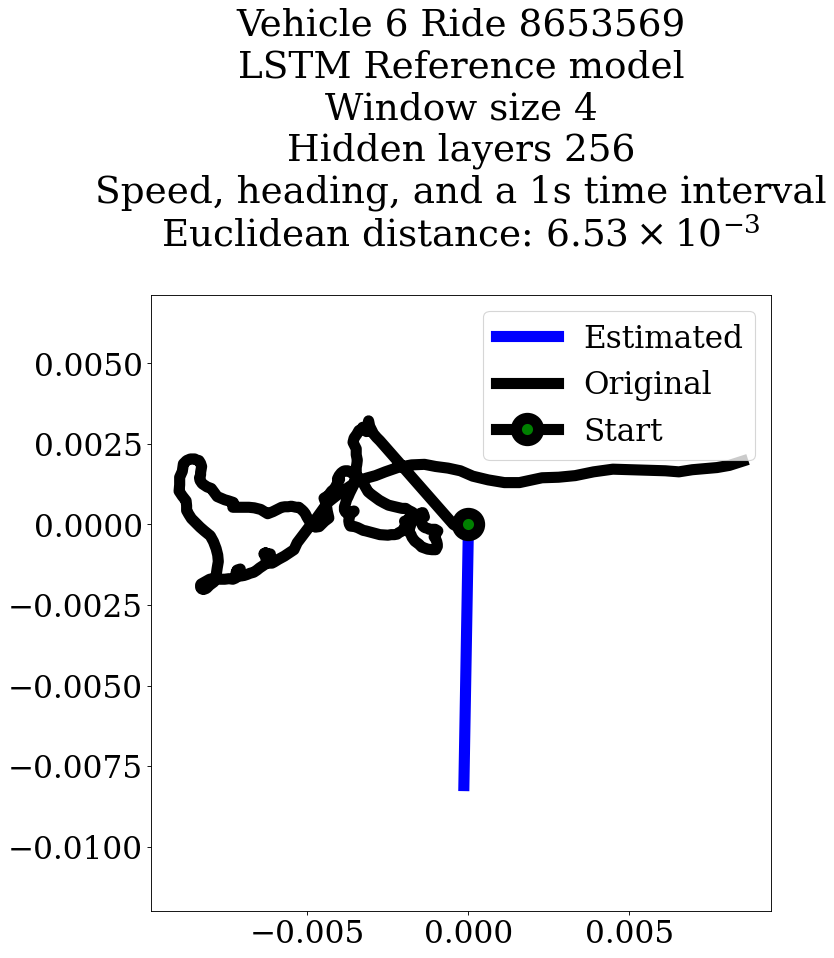 Vehicle 6 Ride 8653569
LSTM Reference model
Window size 4
Hidden layers 256
Speed, heading, and a 1s time interval
Euclidean distance: 6.53 × 10⁻³
Estimated
Original
Start
0.0050
0.0025
0.0000
−0.0025
−0.0050
−0.0075
−0.0100
−0.005 0.000 0.005